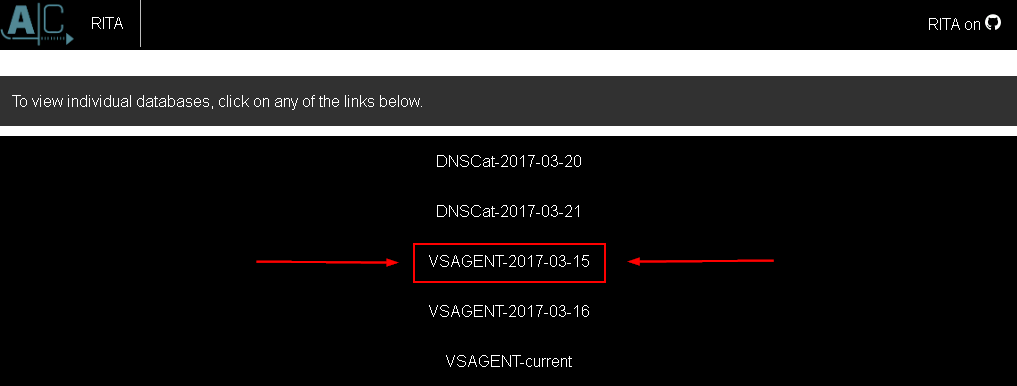 A|C RITA RITA on
To view individual databases, click on any of the links below.
DNSCat-2017-03-20
DNSCat-2017-03-21
VSAGENT-2017-03-15
VSAGENT-2017-03-16
VSAGENT-current